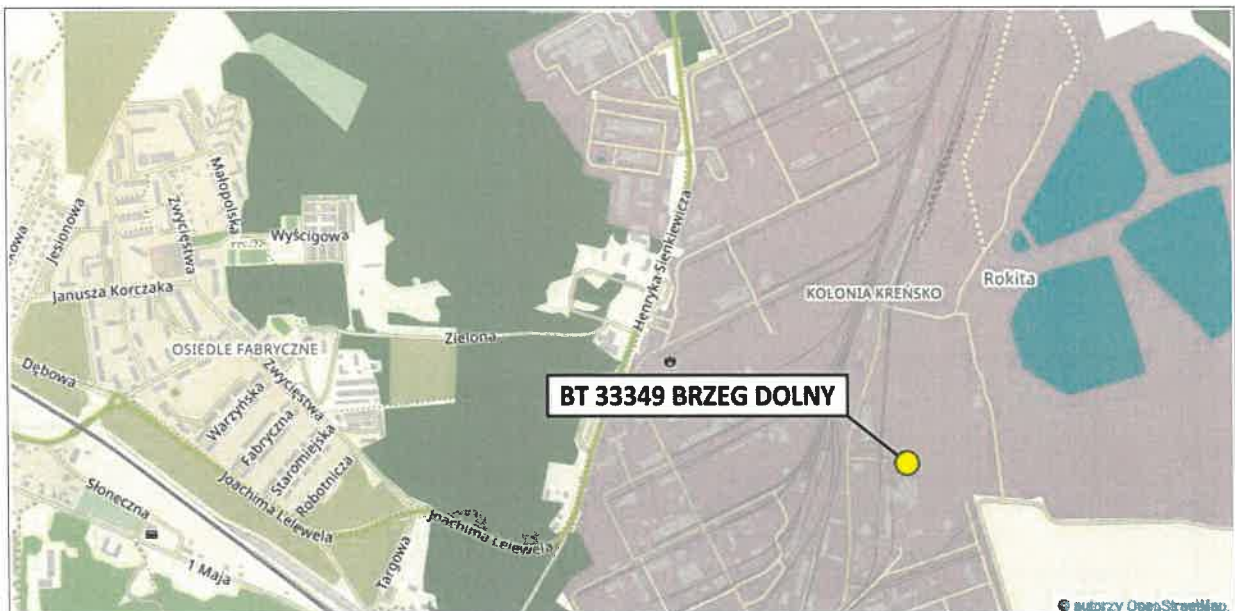 Małopolska
Zwycięstwa
Wyścigowa
Jesionowa
Janusza Korczaka
Henryka Sienkiewicza
KOLONIA KREŃSKO
Rokita
Zielona
OSIEDLE FABRYCZNE
Dębowa
Zwycięstwa
BT 33349 BRZEG DOLNY
Warzyńska
Fabryczna
Staromiejska
Robotnicza
Joachima Lelewela
Słoneczna
Joachima Lelewela
Targowa
1 Maja
© autorzy OpenStreetMap.